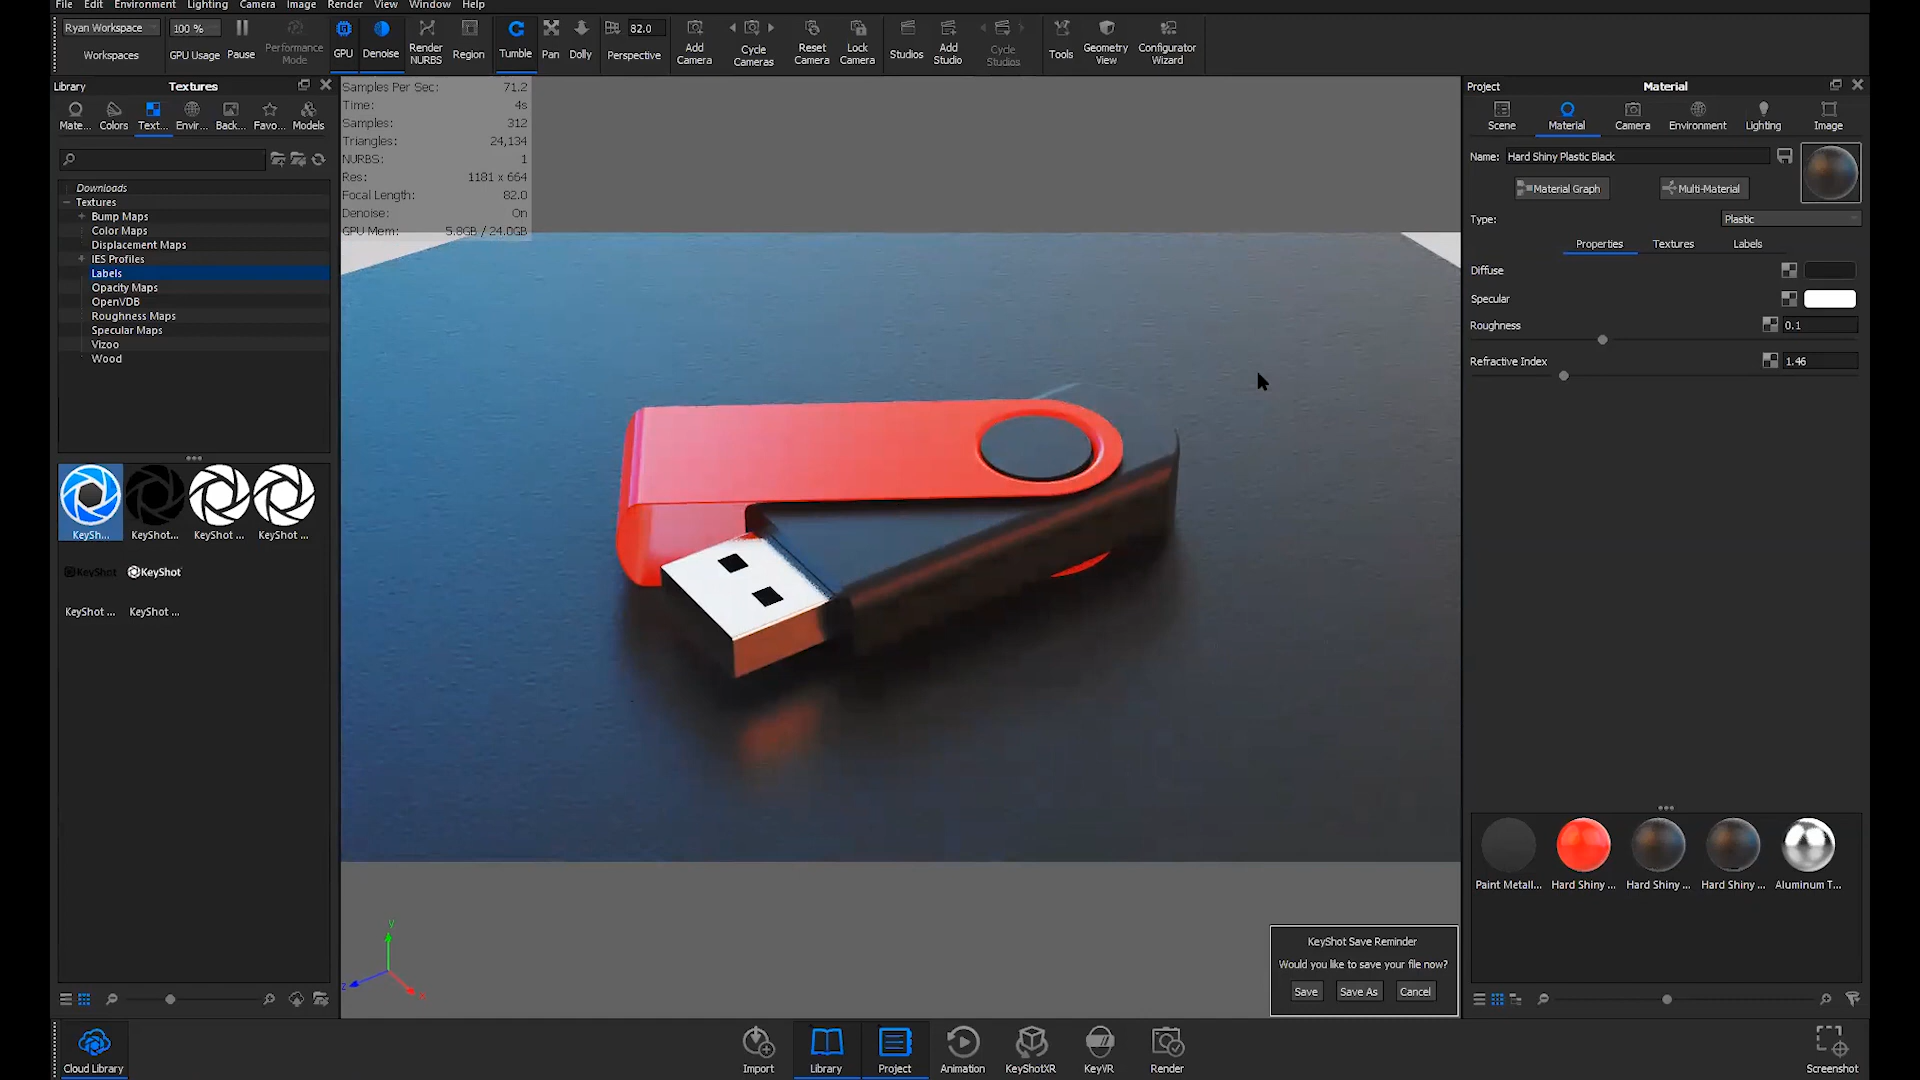 File Edit Environment Lighting Camera Image Render View Window Help
Ryan Workspace
Workspaces
100 %
GPU Usage
Pause
Performance Mode
GPU
Denoise
Render NURBS
Region
Tumble
Pan
Dolly
82.0
Perspective
Add Camera
Cycle Cameras
Reset Camera
Lock Camera
Studios
Add Studio
Cycle Studios
Tools
Geometry View
Configurator Wizard
Library
Textures
Mate...
Colors
Text...
Envir...
Back...
Favo...
Models
Downloads
Textures
Bump Maps
Color Maps
Displacement Maps
IES Profiles
Labels
Opacity Maps
OpenVDB
Roughness Maps
Specular Maps
Vizoo
Wood
KeySh...
KeyShot...
KeyShot ...
KeyShot ...
KeyShot
KeyShot
KeyShot ...
KeyShot ...
Samples Per Sec: 71.2
Time: 4s
Samples: 312
Triangles: 24,134
NURBS: 1
Res: 1181 x 664
Focal Length: 82.0
Denoise: On
GPU Mem: 5.8GB / 24.0GB
y
z
KeyShot Save Reminder
Would you like to save your file now?
Save
Save As
Cancel
Project
Material
Scene
Material
Camera
Environment
Lighting
Image
Name: Hard Shiny Plastic Black
Material Graph
Multi-Material
Type: Plastic
Properties
Textures
Labels
Diffuse
Specular
Roughness 0.1
Refractive Index 1.46
Paint Metall...
Hard Shiny ...
Hard Shiny ...
Hard Shiny ...
Aluminum T...
Cloud Library
Import
Library
Project
Animation
KeyShotXR
KeyVR
Render
Screenshot